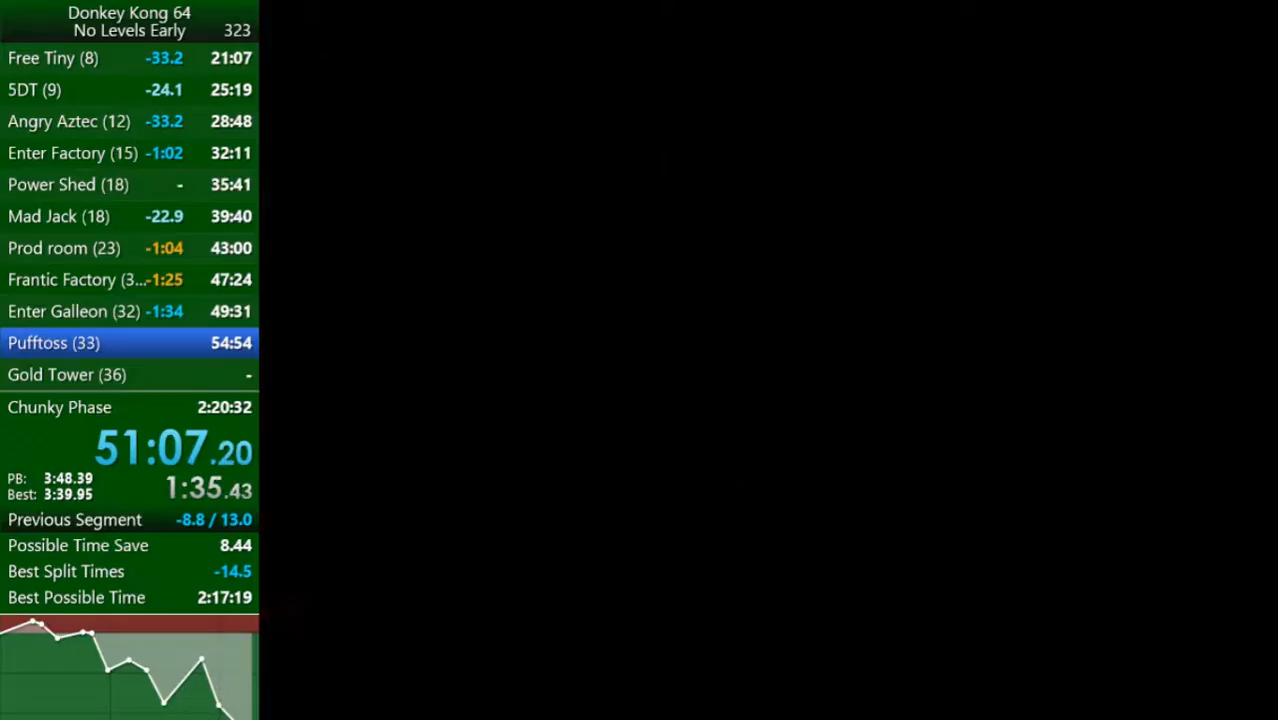 Donkey Kong 64
No Levels Early 323
Free Tiny (8) -33.2 21:07
5DT (9) -24.1 25:19
Angry Aztec (12) -33.2 28:48
Enter Factory (15) -1:02 32:11
Power Shed (18) - 35:41
Mad Jack (18) -22.9 39:40
Prod room (23) -1:04 43:00
Frantic Factory (3... -1:25 47:24
Enter Galleon (32) -1:34 49:31
Pufftoss (33) 54:54
Gold Tower (36) -
Chunky Phase 2:20:32
51:07.20
PB: 3:48.39
Best: 3:39.95
1:35.43
Previous Segment -8.8 / 13.0
Possible Time Save 8.44
Best Split Times -14.5
Best Possible Time 2:17:19